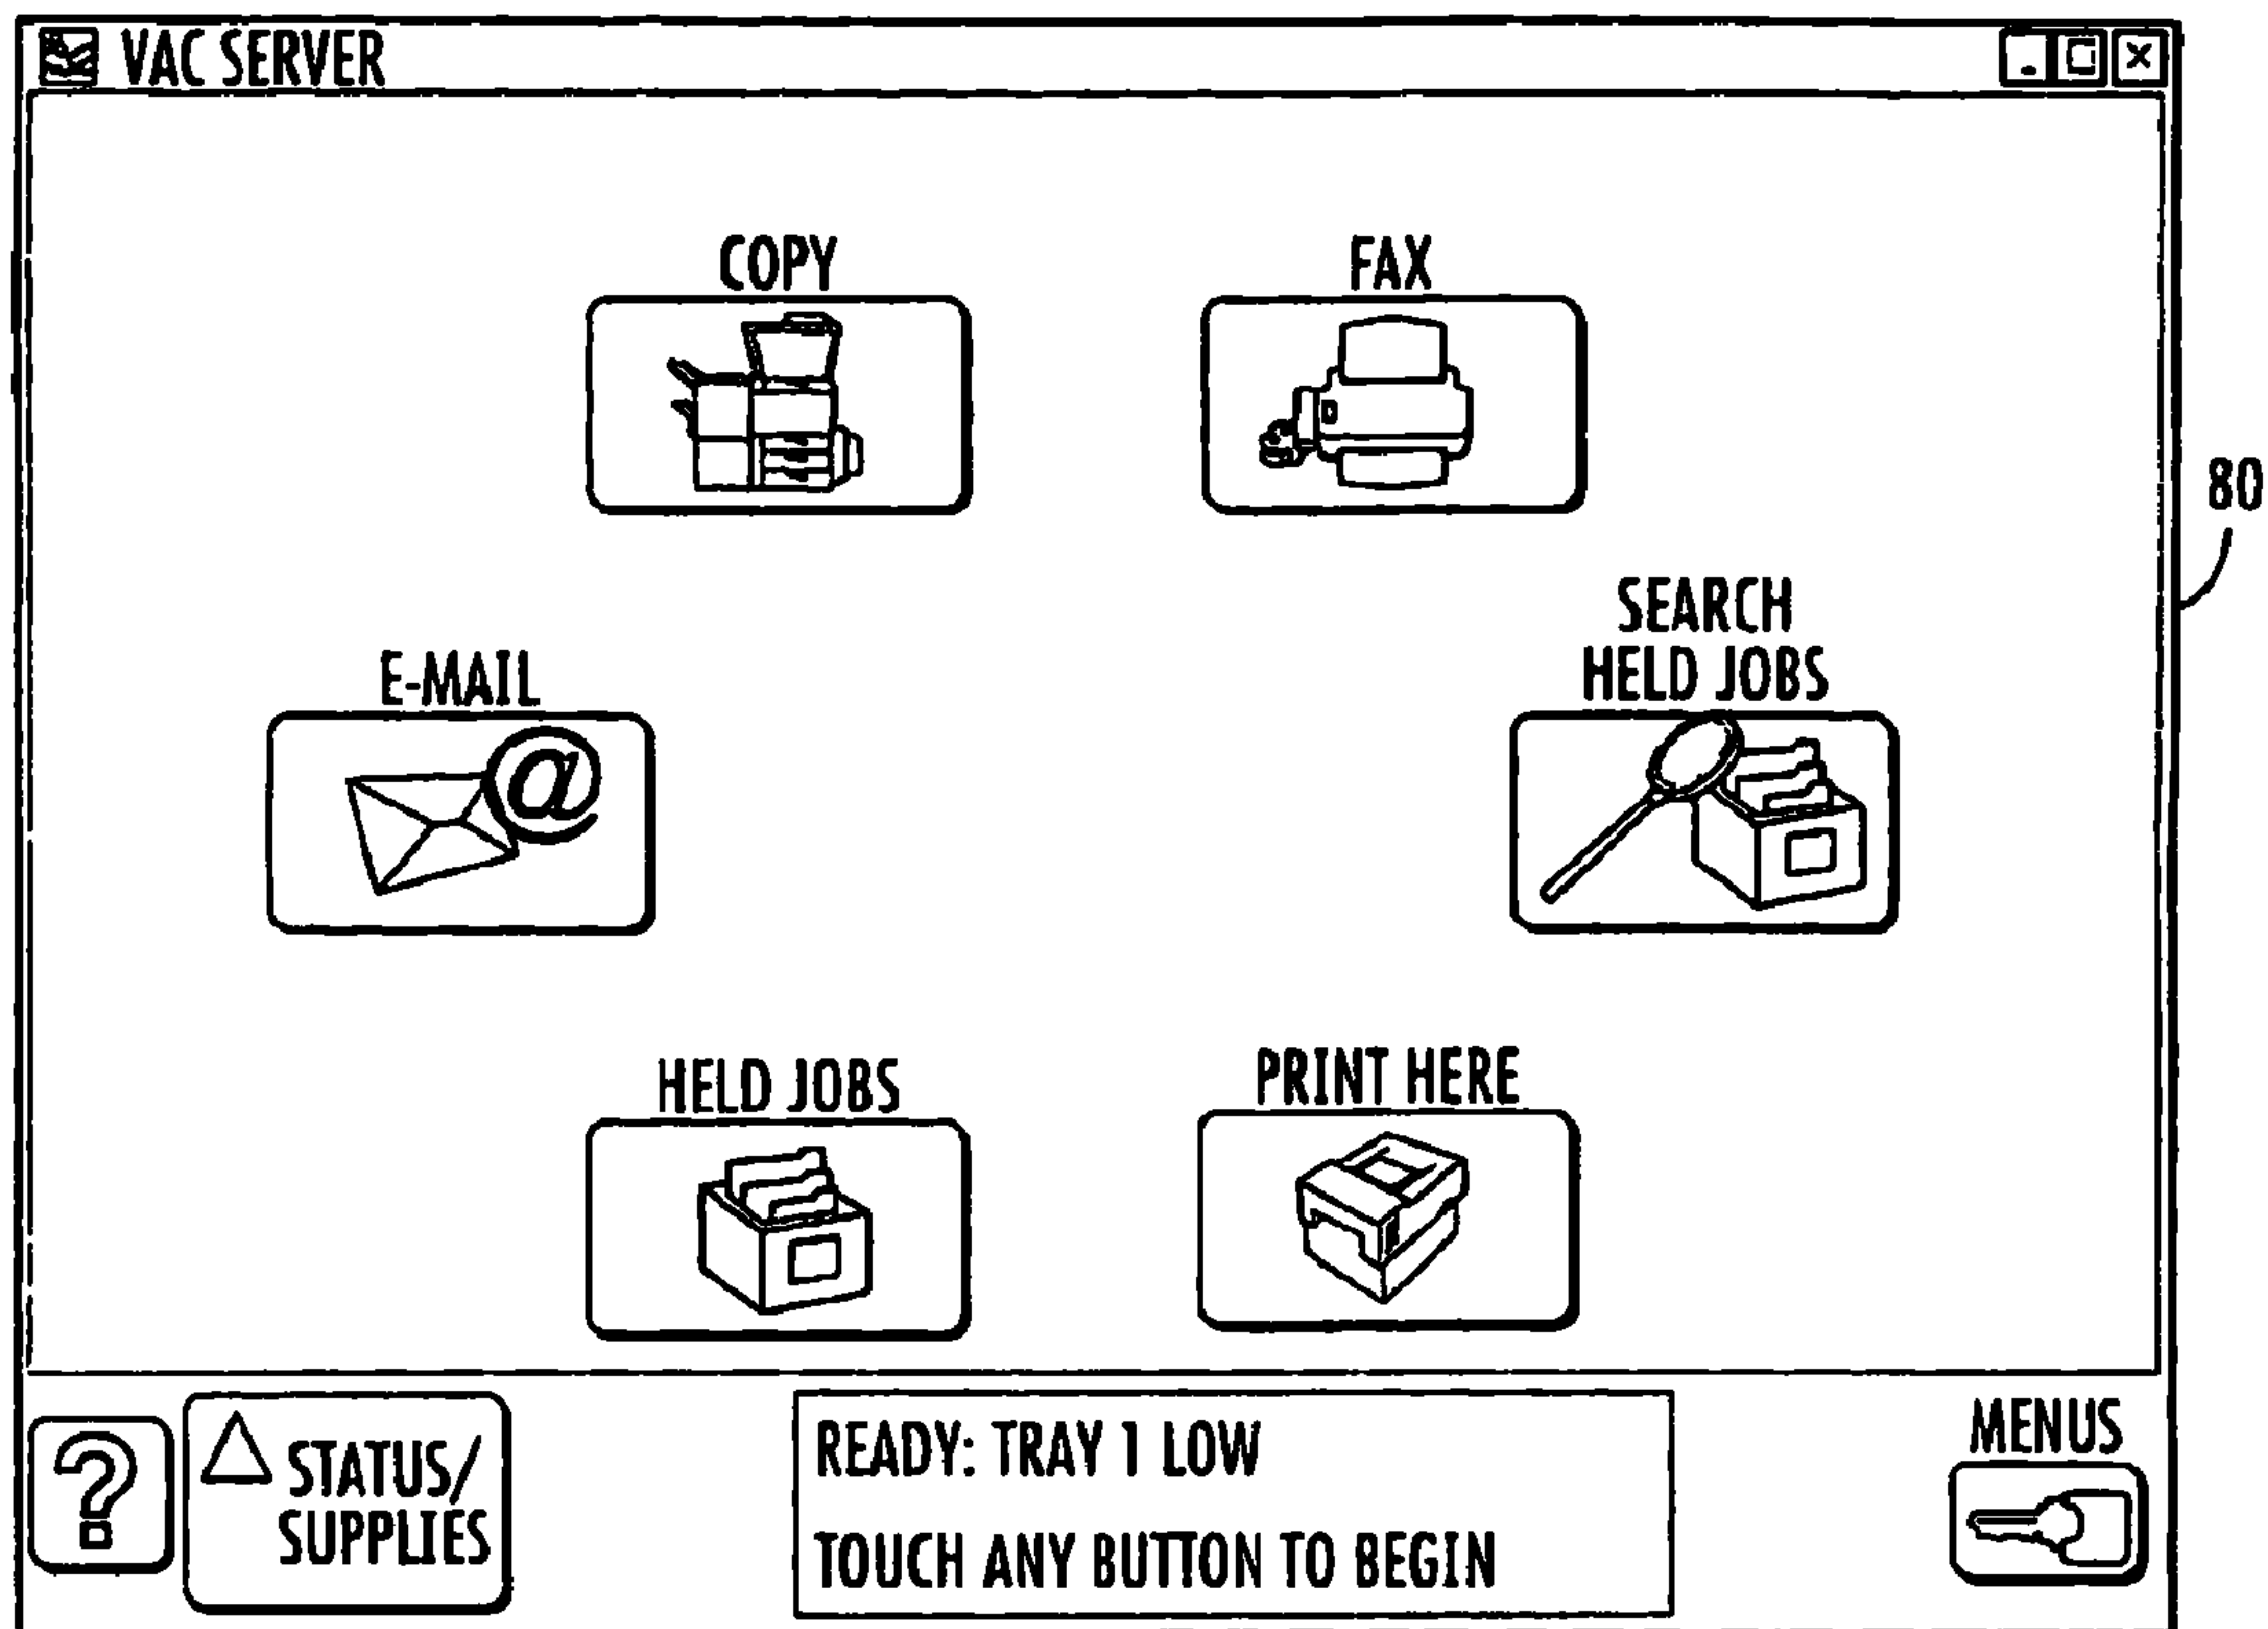 VAC SERVER
COPY
FAX
80
SEARCH
HELD JOBS
E-MAIL
@
HELD JOBS
PRINT HERE
?
STATUS/
SUPPLIES
READY: TRAY 1 LOW
TOUCH ANY BUTTON TO BEGIN
MENUS